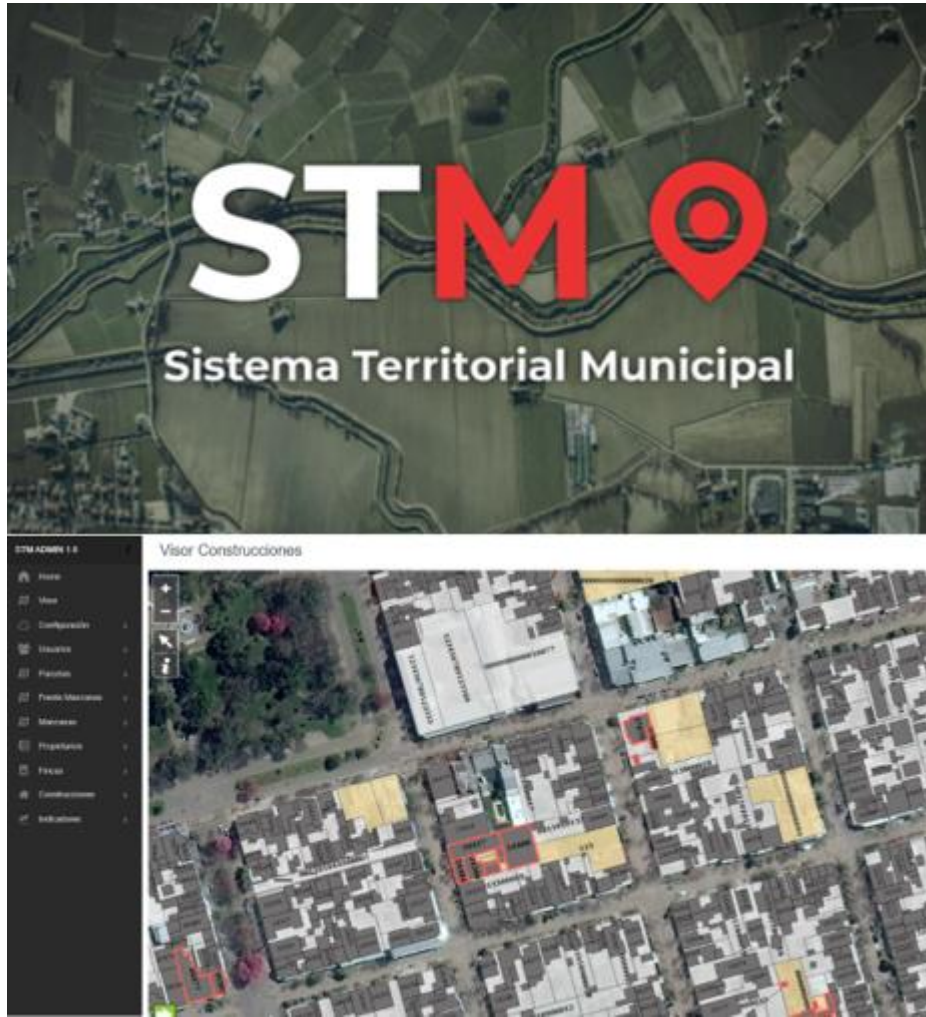 STM
Sistema Territorial Municipal
STM ADMIN 1.0
Visor Construcciones
Home
Visor
Configuración
Usuarios
Parcelas
Frente Manzanas
Manzanas
Propietarios
Fincas
Construcciones
Indicadores
+
-
i